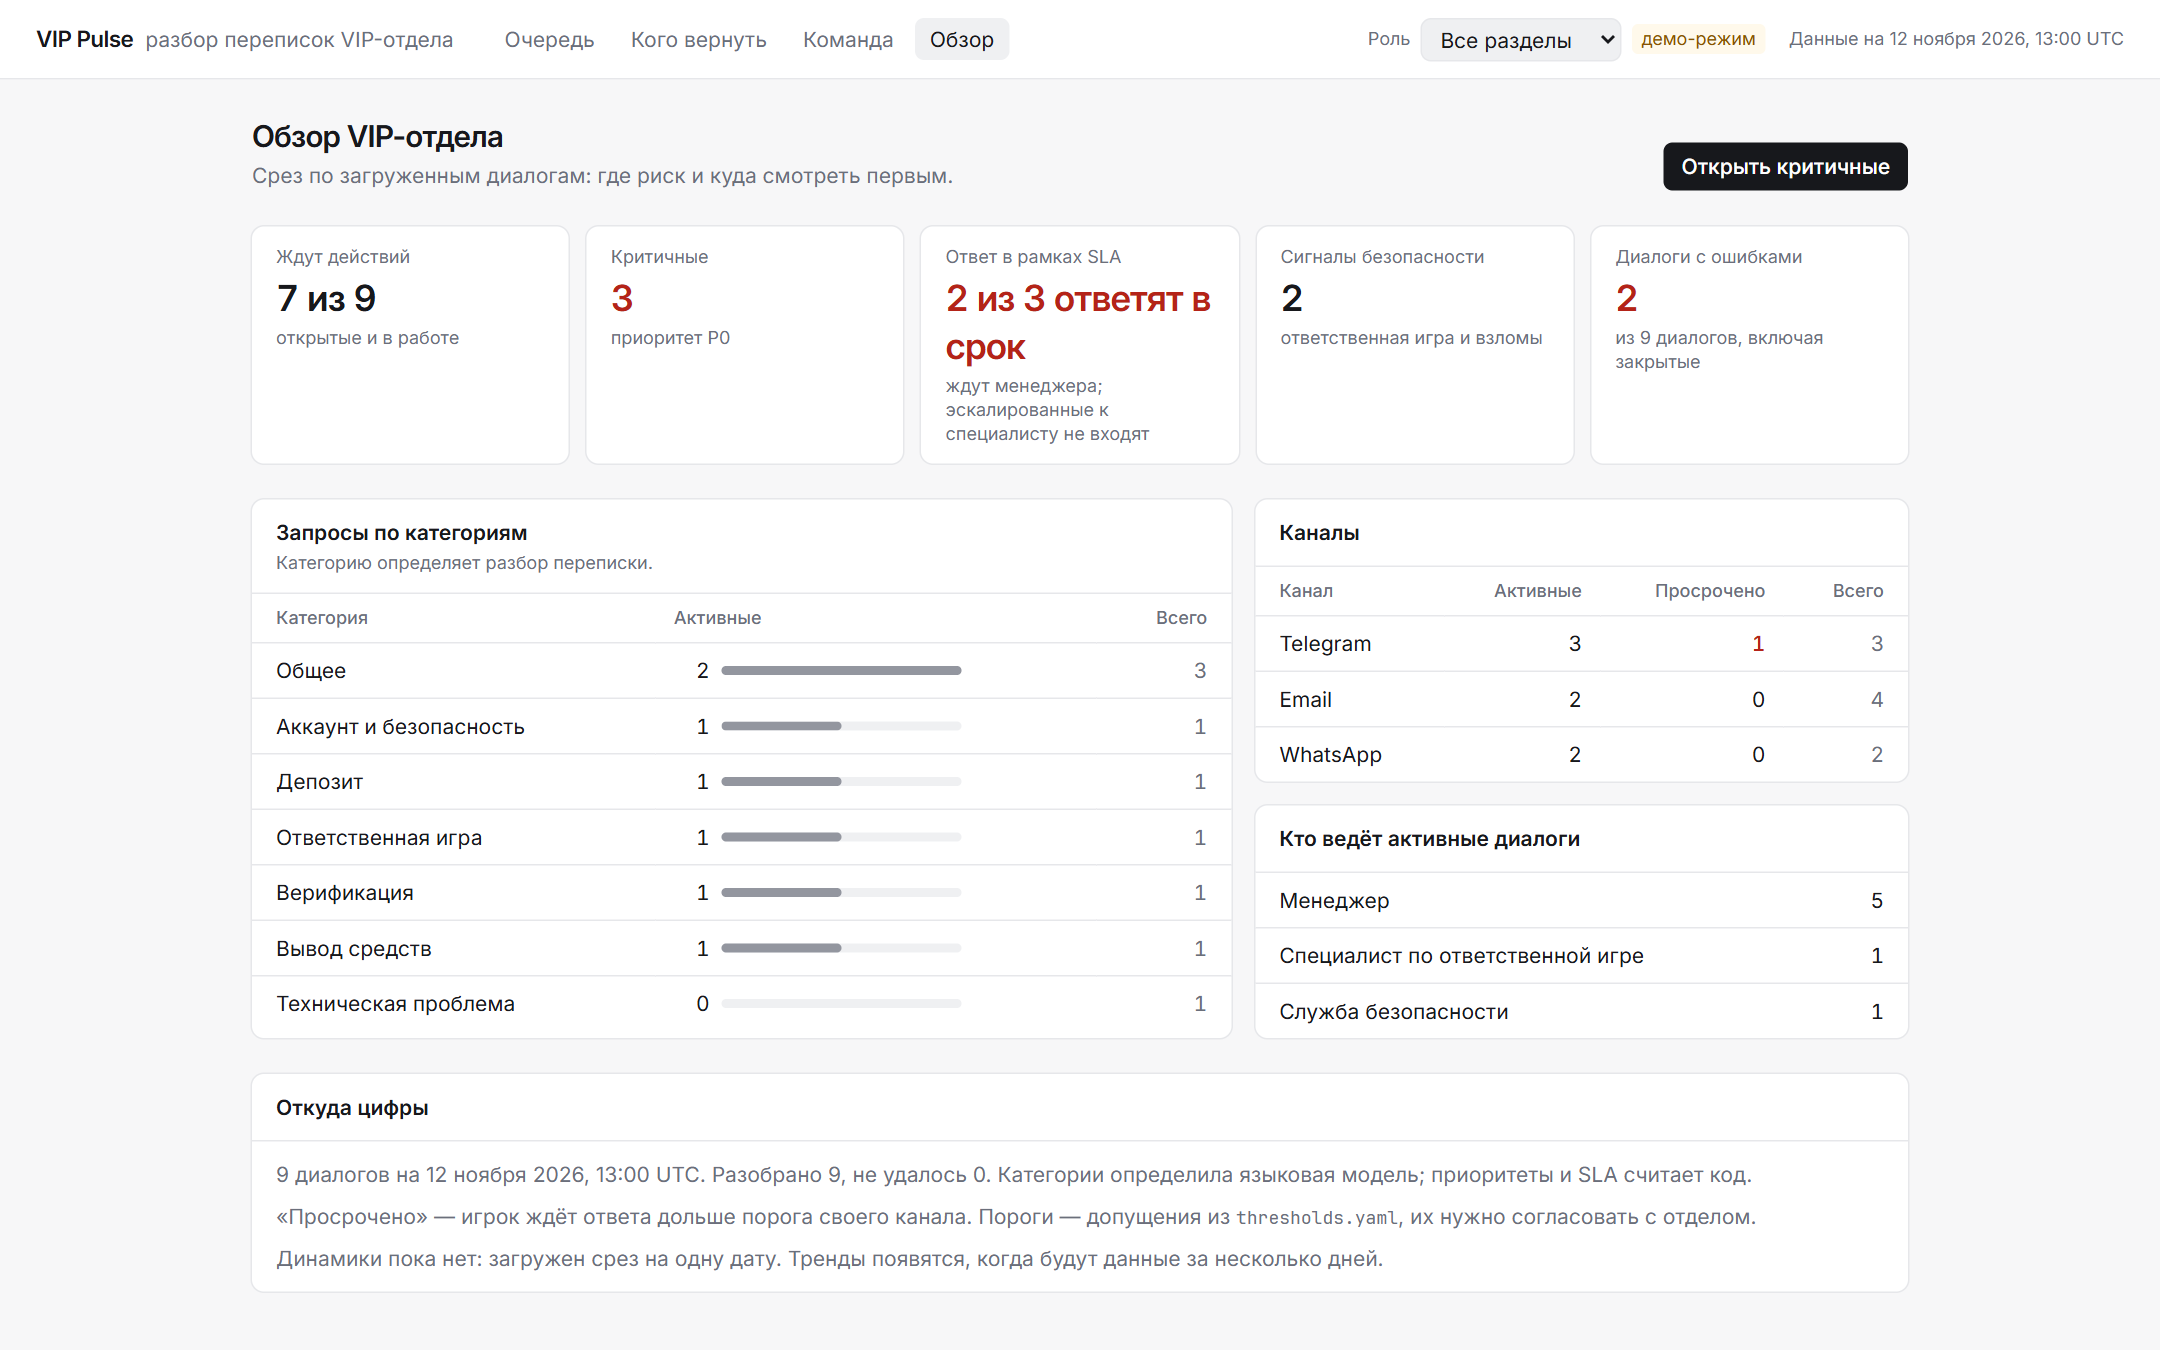 VIP Pulse разбор переписок VIP-отдела Очередь Кого вернуть Команда Обзор Роль Все разделы демо-режим Данные на 12 ноября 2026, 13:00 UTC
Обзор VIP-отдела
Срез по загруженным диалогам: где риск и куда смотреть первым.
Открыть критичные
Ждут действий
7 из 9
открытые и в работе
Критичные
3
приоритет P0
Ответ в рамках SLA
2 из 3 ответят в
срок
ждут менеджера;
эскалированные к
специалисту не входят
Сигналы безопасности
2
ответственная игра и взломы
Диалоги с ошибками
2
из 9 диалогов, включая
закрытые
Запросы по категориям
Категорию определяет разбор переписки.
Категория Активные Всего
Общее 2 3
Аккаунт и безопасность 1 1
Депозит 1 1
Ответственная игра 1 1
Верификация 1 1
Вывод средств 1 1
Техническая проблема 0 1
Каналы
Канал Активные Просрочено Всего
Telegram 3 1 3
Email 2 0 4
WhatsApp 2 0 2
Кто ведёт активные диалоги
Менеджер 5
Специалист по ответственной игре 1
Служба безопасности 1
Откуда цифры
9 диалогов на 12 ноября 2026, 13:00 UTC. Разобрано 9, не удалось 0. Категории определила языковая модель; приоритеты и SLA считает код.
«Просрочено» — игрок ждёт ответа дольше порога своего канала. Пороги — допущения из thresholds.yaml, их нужно согласовать с отделом.
Динамики пока нет: загружен срез на одну дату. Тренды появятся, когда будут данные за несколько дней.